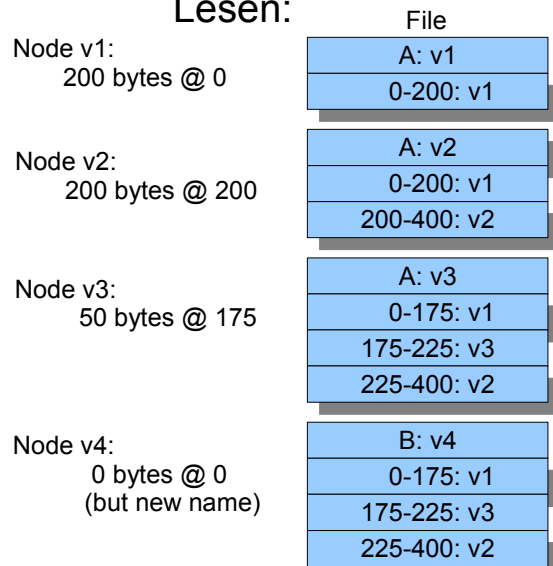 Lesen:
File
Node v1:
200 bytes @ 0
A: v1
0-200: v1
Node v2:
200 bytes @ 200
A: v2
0-200: v1
200-400: v2
Node v3:
50 bytes @ 175
A: v3
0-175: v1
175-225: v3
225-400: v2
Node v4:
0 bytes @ 0
(but new name)
B: v4
0-175: v1
175-225: v3
225-400: v2